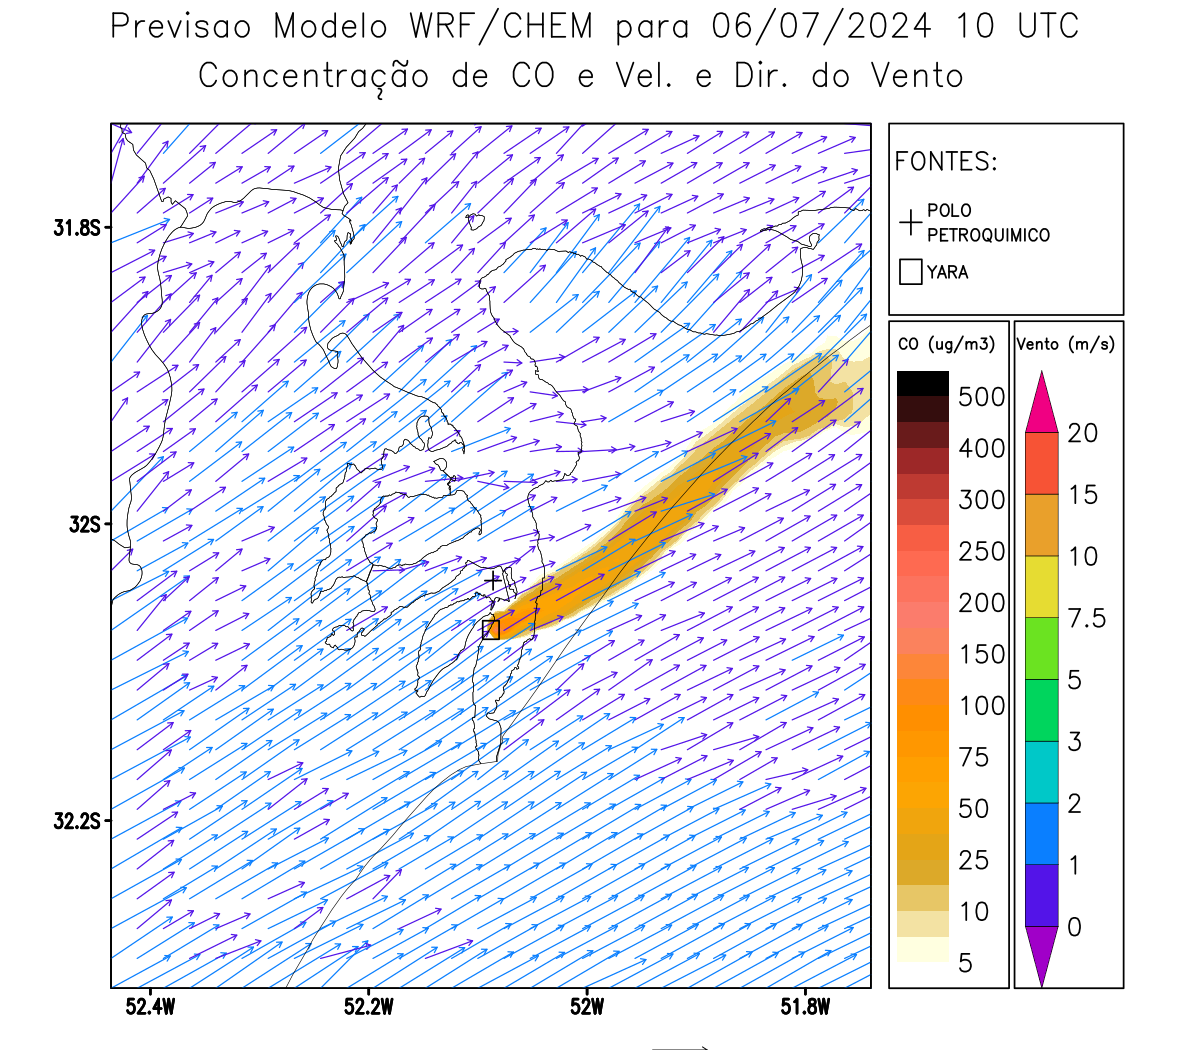 Previsao Modelo WRF/CHEM para 06/07/2024 10 UTC
Concentração de CO e Vel. e Dir. do Vento
FONTES:
POLO
PETROQUIMICO
YARA
CO (ug/m3)
500
400
300
250
200
150
100
75
50
25
10
5
Vento (m/s)
20
15
10
7.5
5
3
2
1
0
31.8S
32S
32.2S
52.4W
52.2W
52W
51.8W